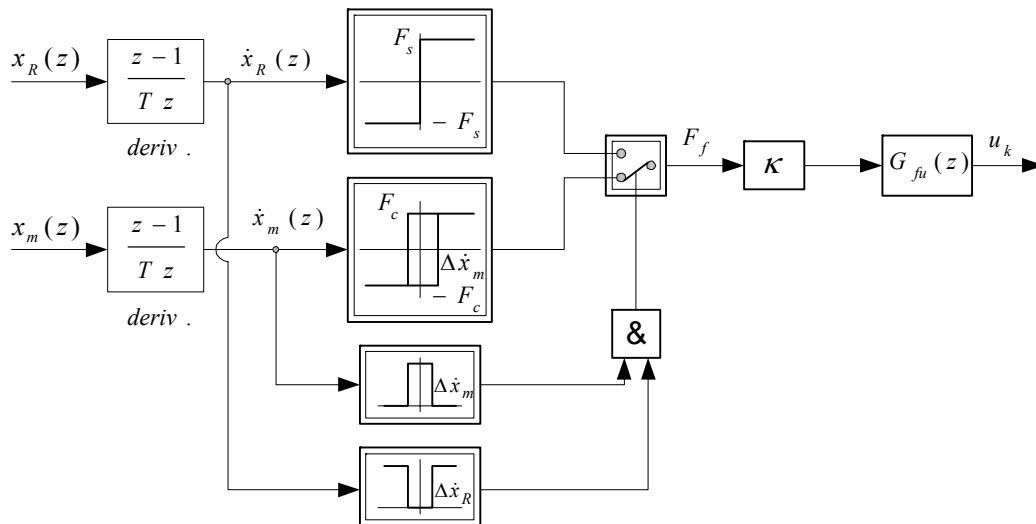 x_R(z)
z − 1
T z
deriv .
ẋ_R(z)
F_s
− F_s
x_m(z)
z − 1
T z
deriv .
ẋ_m(z)
F_c
Δẋ_m
− F_c
F_f
κ
G_fu(z)
u_k
&
Δẋ_m
Δẋ_R